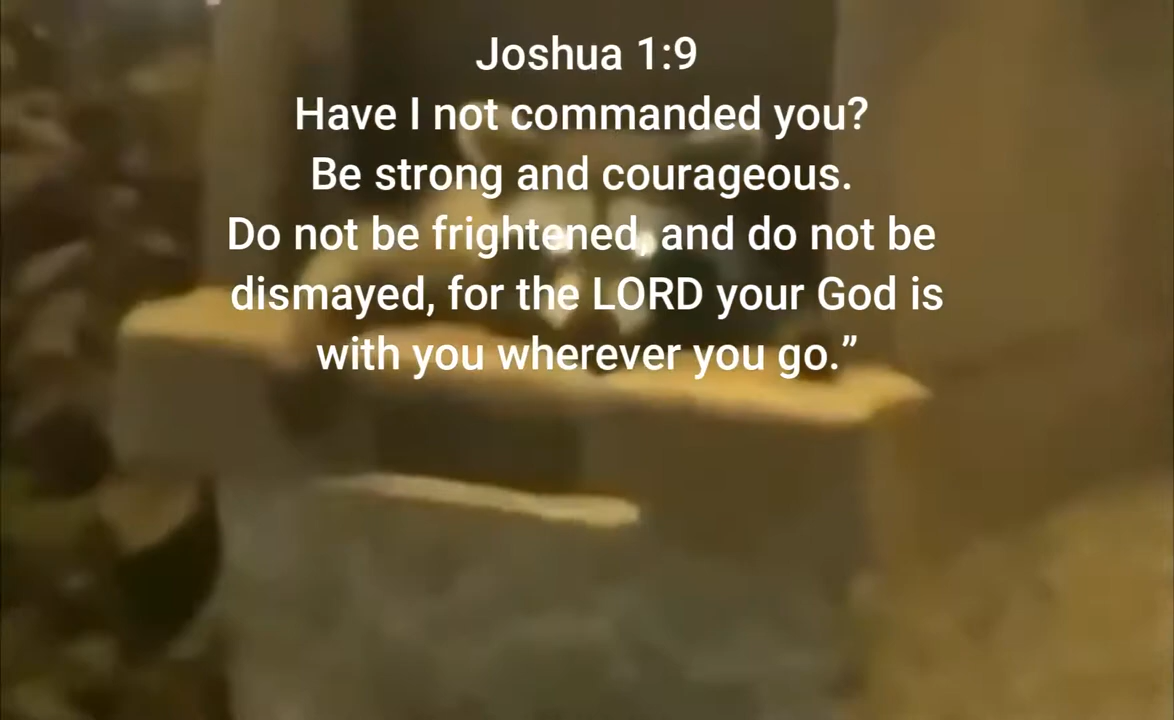 Joshua 1:9
Have I not commanded you?
Be strong and courageous.
Do not be frightened, and do not be
dismayed, for the LORD your God is
with you wherever you go.”